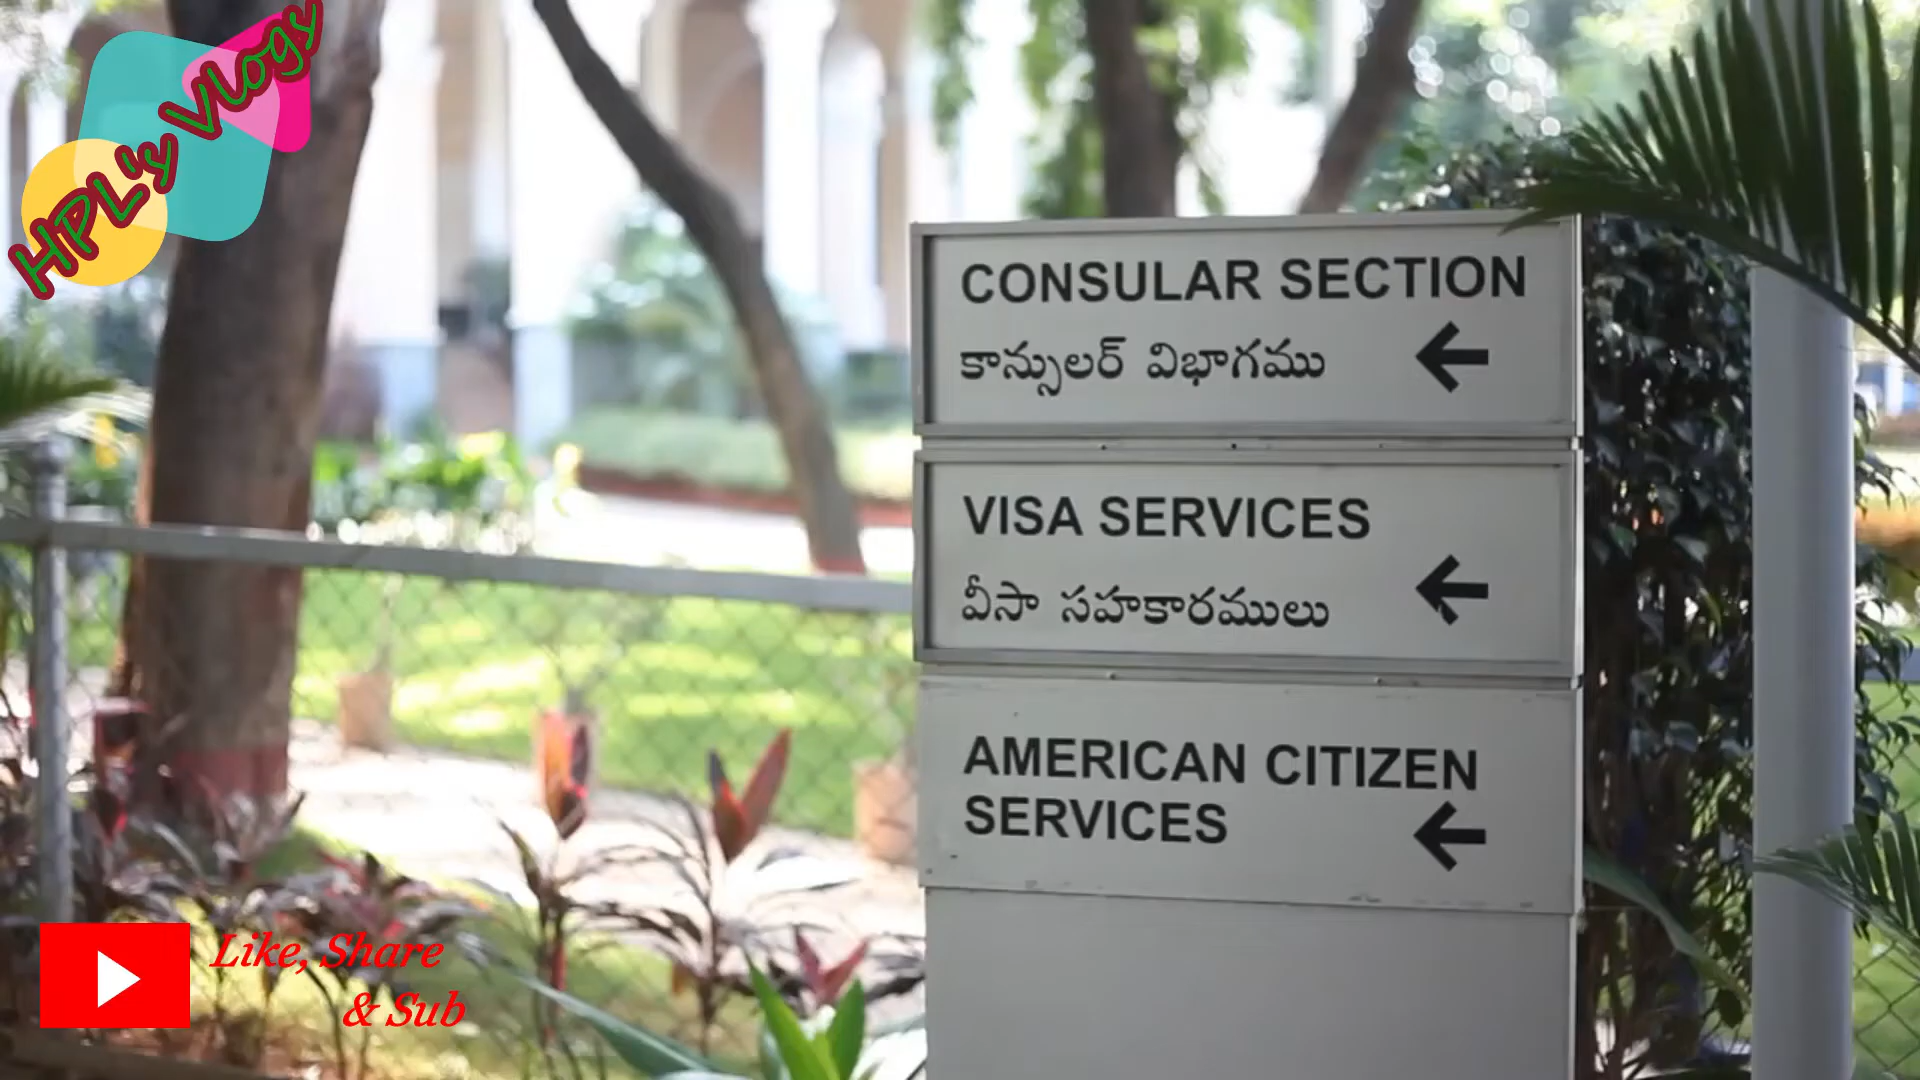 HPL's Vlogs
CONSULAR SECTION
కాన్సులర్ విభాగము
VISA SERVICES
వీసా సహకారములు
AMERICAN CITIZEN
SERVICES
Like, Share
& Sub